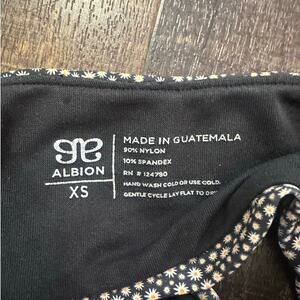 ALBION
XS
MADE IN GUATEMALA
90% NYLON
10% SPANDEX
RN # 124780
HAND WASH COLD OR USE COLD
GENTLE CYCLE LAY FLAT TO DRY